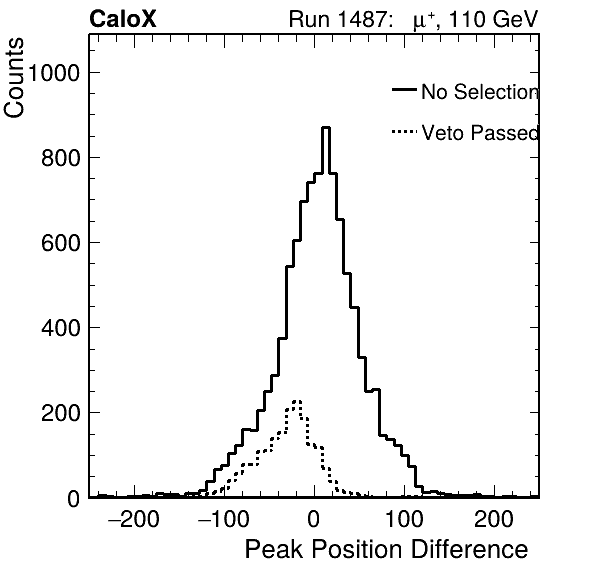 CaloX Run 1487: μ⁺, 110 GeV
Counts
1000
800
600
400
200
0
No Selection
Veto Passed
−200 −100 0 100 200
Peak Position Difference